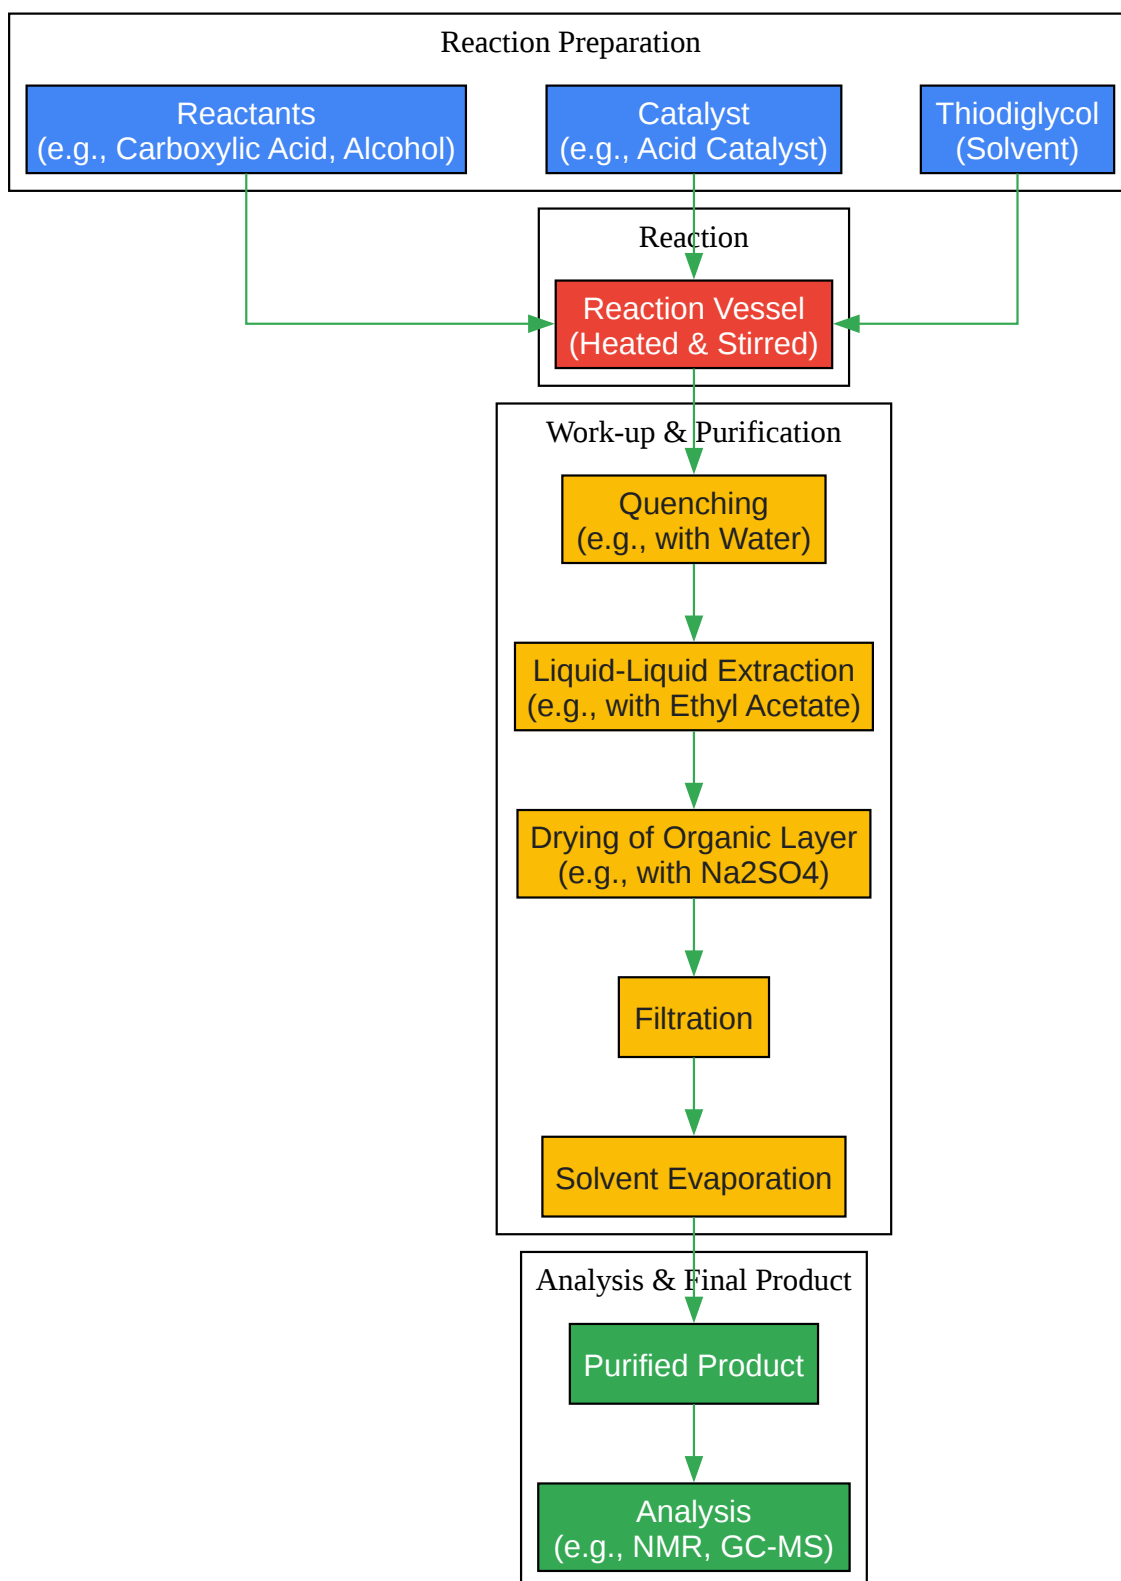 Reaction Preparation
Reactants
(e.g., Carboxylic Acid, Alcohol)
Catalyst
(e.g., Acid Catalyst)
Thiodiglycol
(Solvent)
Reaction
Reaction Vessel
(Heated & Stirred)
Work-up & Purification
Quenching
(e.g., with Water)
Liquid-Liquid Extraction
(e.g., with Ethyl Acetate)
Drying of Organic Layer
(e.g., with Na2SO4)
Filtration
Solvent Evaporation
Analysis & Final Product
Purified Product
Analysis
(e.g., NMR, GC-MS)